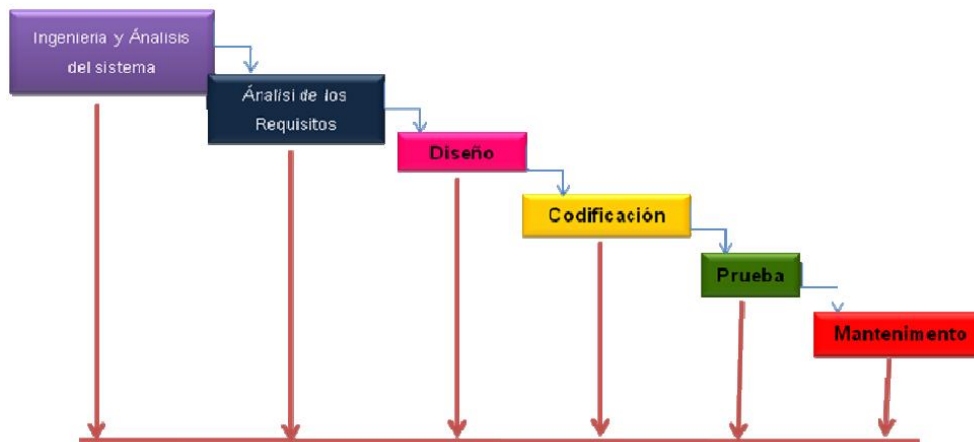 Ingenieria y Ánalisis
del sistema
Ánalisi de los
Requisitos
Diseño
Codificación
Prueba
Mantenimento